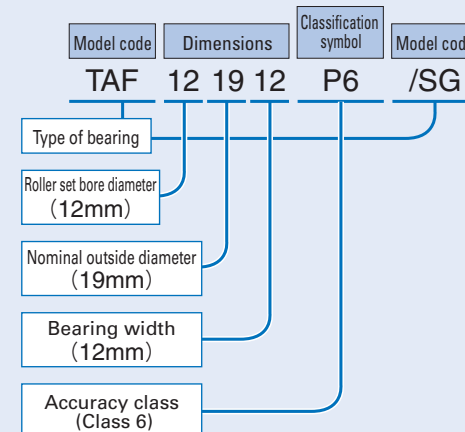 Model code
Dimensions
Classification
symbol
Model cod
TAF 12 19 12 P6 /SG
Type of bearing
Roller set bore diameter
(12mm)
Nominal outside diameter
(19mm)
Bearing width
(12mm)
Accuracy class
(Class 6)